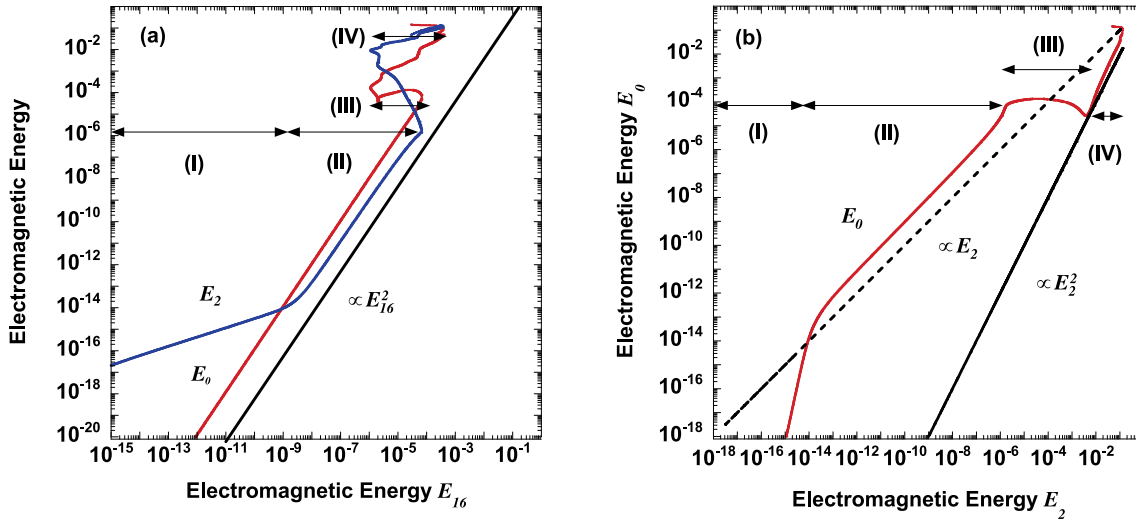 (a)
(IV)
(III)
(I)
(II)
E₂
E₀
∝E₁₆²
10⁻²
10⁻⁴
10⁻⁶
10⁻⁸
10⁻¹⁰
10⁻¹²
10⁻¹⁴
10⁻¹⁶
10⁻¹⁸
10⁻²⁰
10⁻¹⁵ 10⁻¹³ 10⁻¹¹ 10⁻⁹ 10⁻⁷ 10⁻⁵ 10⁻³ 10⁻¹
Electromagnetic Energy
Electromagnetic Energy E₁₆
(b)
(III)
(I)
(II)
(IV)
E₀
∝E₂
∝E₂²
10⁻²
10⁻⁴
10⁻⁶
10⁻⁸
10⁻¹⁰
10⁻¹²
10⁻¹⁴
10⁻¹⁶
10⁻¹⁸
10⁻¹⁸ 10⁻¹⁶ 10⁻¹⁴ 10⁻¹² 10⁻¹⁰ 10⁻⁸ 10⁻⁶ 10⁻⁴ 10⁻²
Electromagnetic Energy E₀
Electromagnetic Energy E₂